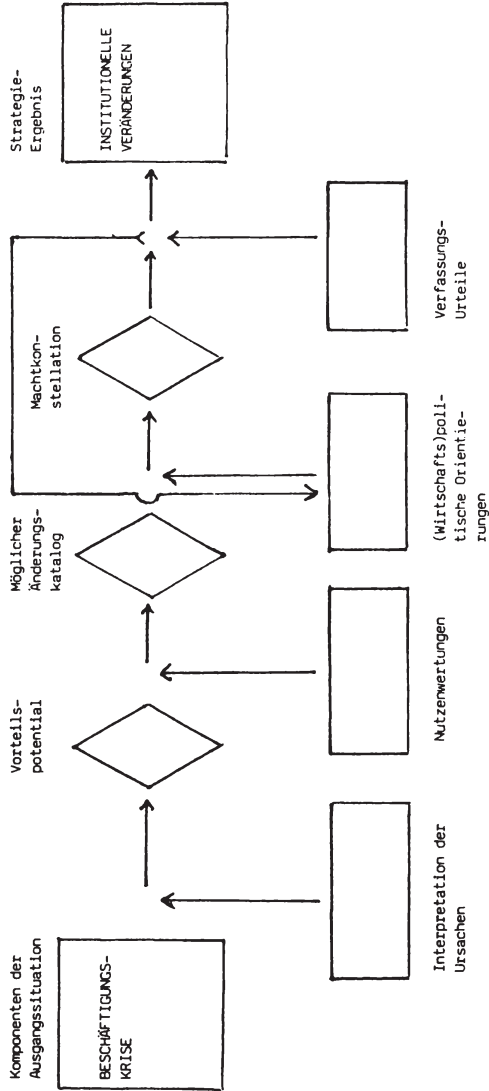 Komponenten der
Ausgangssituation
BESCHÄFTIGUNGS-
KRISE
Vorteils-
potential
Möglicher
Änderungs-
katalog
Machtkon-
stellation
Strategie-
Ergebnis
INSTITUTIONELLE
VERÄNDERUNGEN
Interpretation der
Ursachen
Nutzenwertungen
(Wirtschafts)poli-
tische Orientie-
rungen
Verfassungs-
Urteile